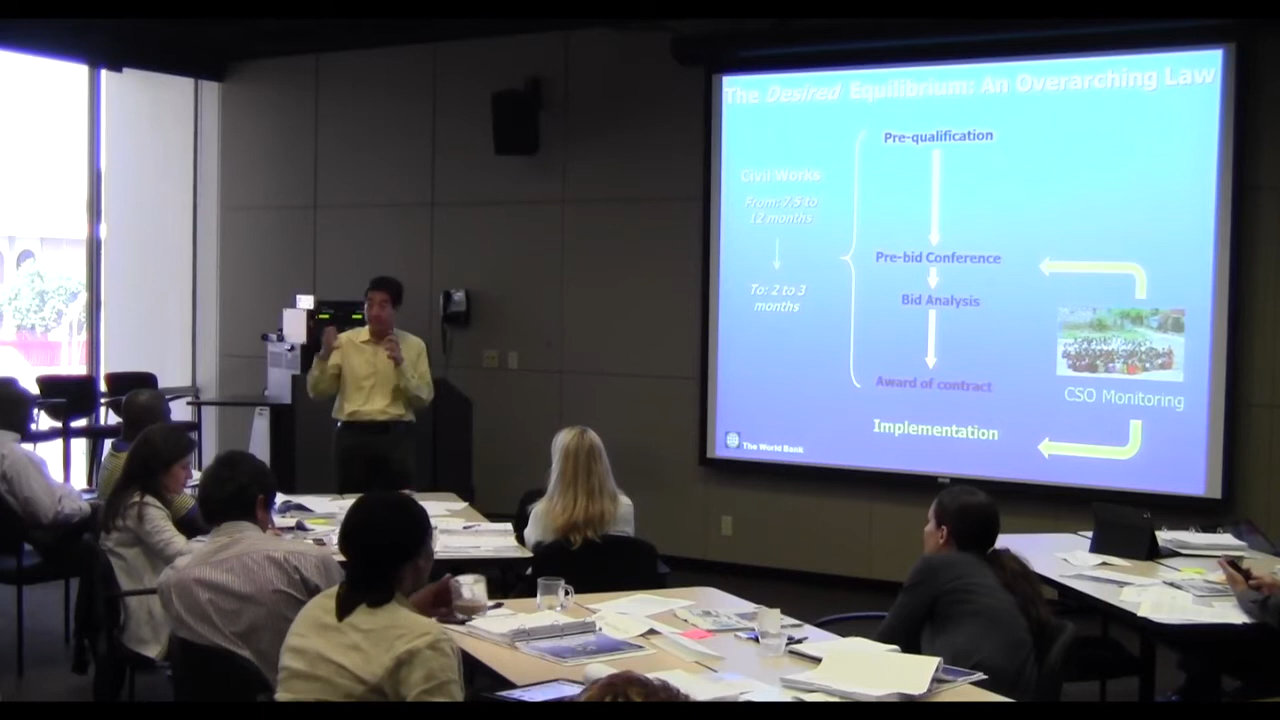 The Desired Equilibrium: An Overarching Law
Pre-qualification
Civil Works
From: 7.5 to
12 months
To: 2 to 3
months
Pre-bid Conference
Bid Analysis
Award of contract
Implementation
CSO Monitoring
The World Bank